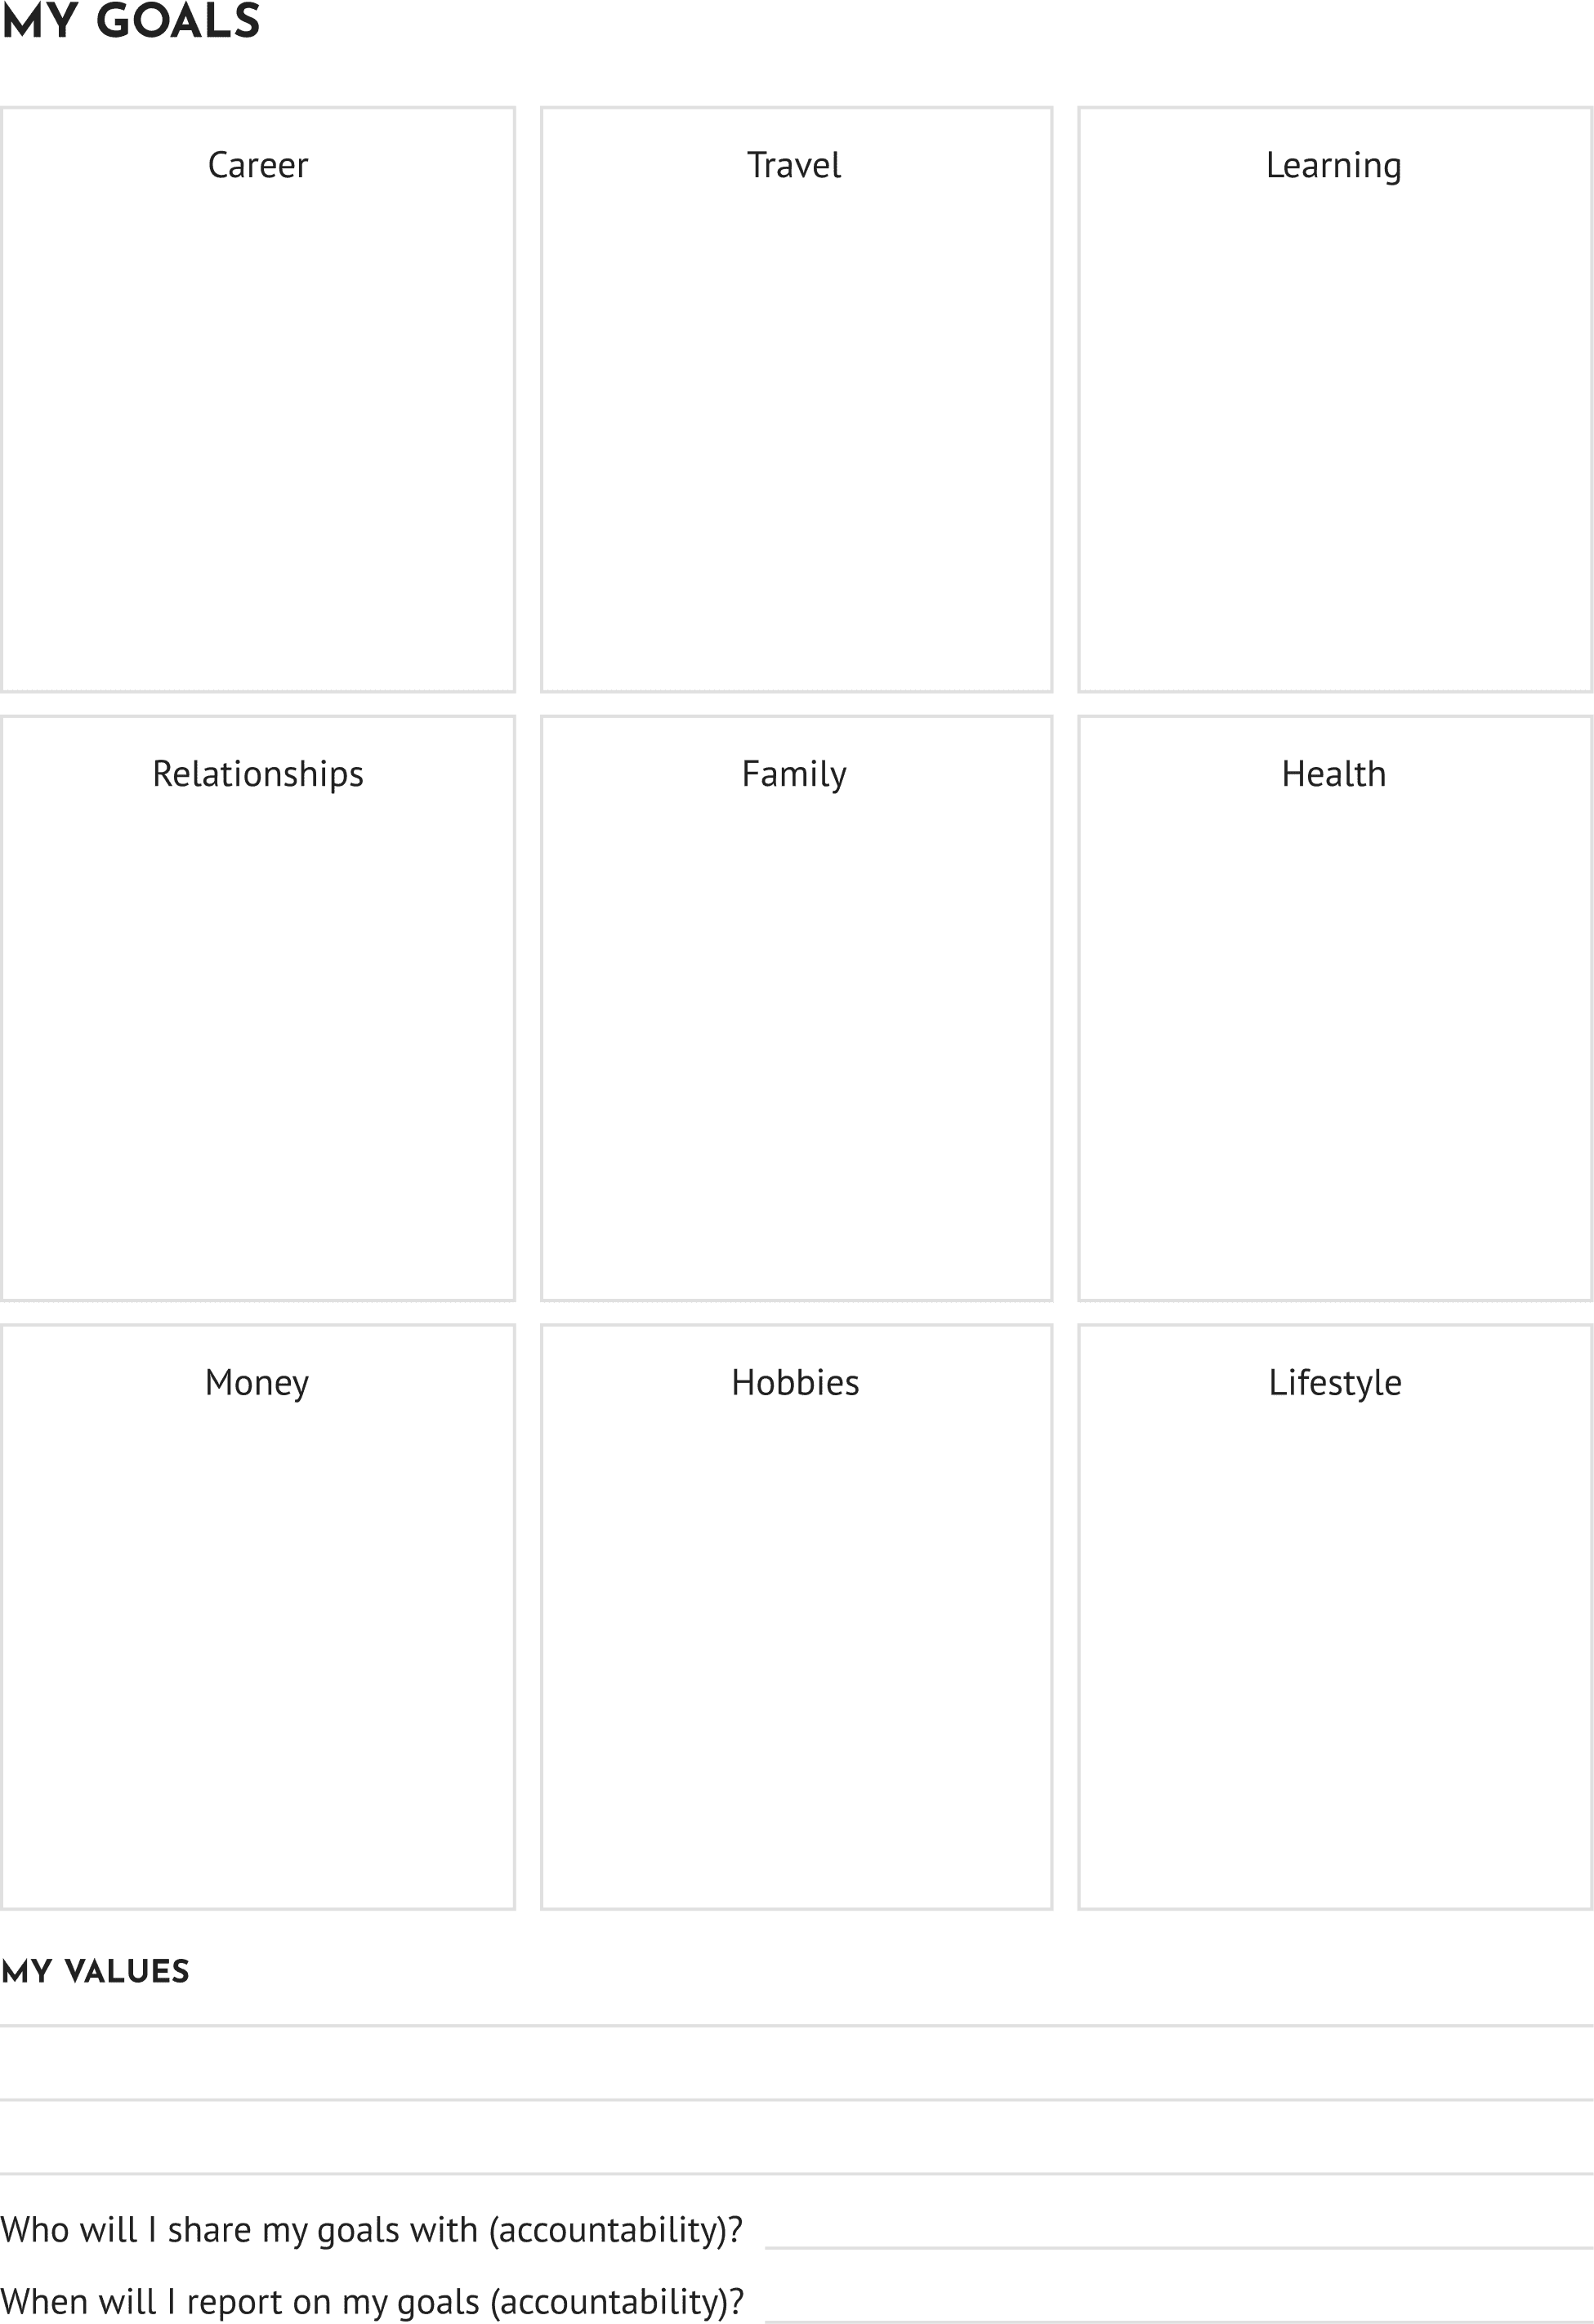 MY GOALS
Career
Travel
Learning
Relationships
Family
Health
Money
Hobbies
Lifestyle
MY VALUES
Who will I share my goals with (accountability)?
When will I report on my goals (accountability)?